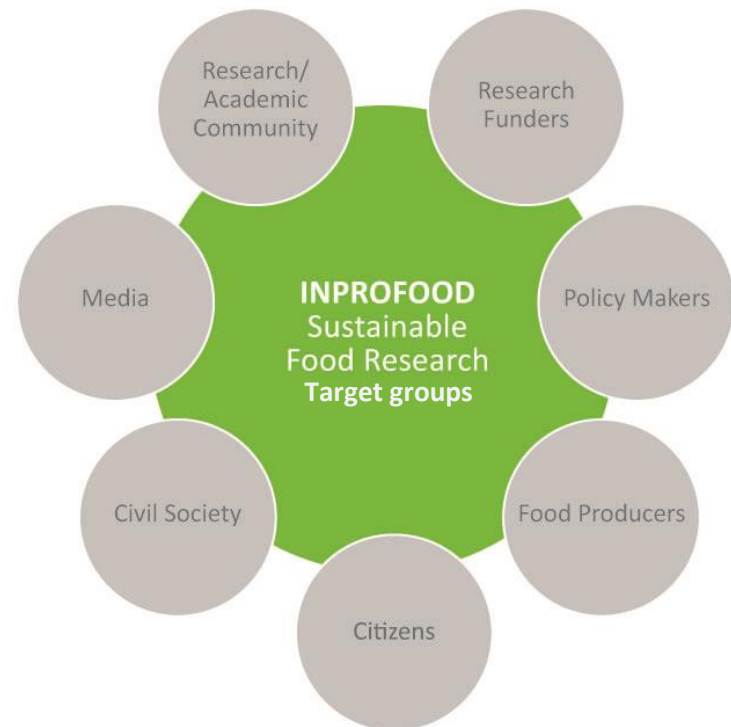 Research/
Academic
Community
Research
Funders
Media
INPROFOOD
Sustainable
Food Research
Target groups
Policy Makers
Civil Society
Food Producers
Citizens